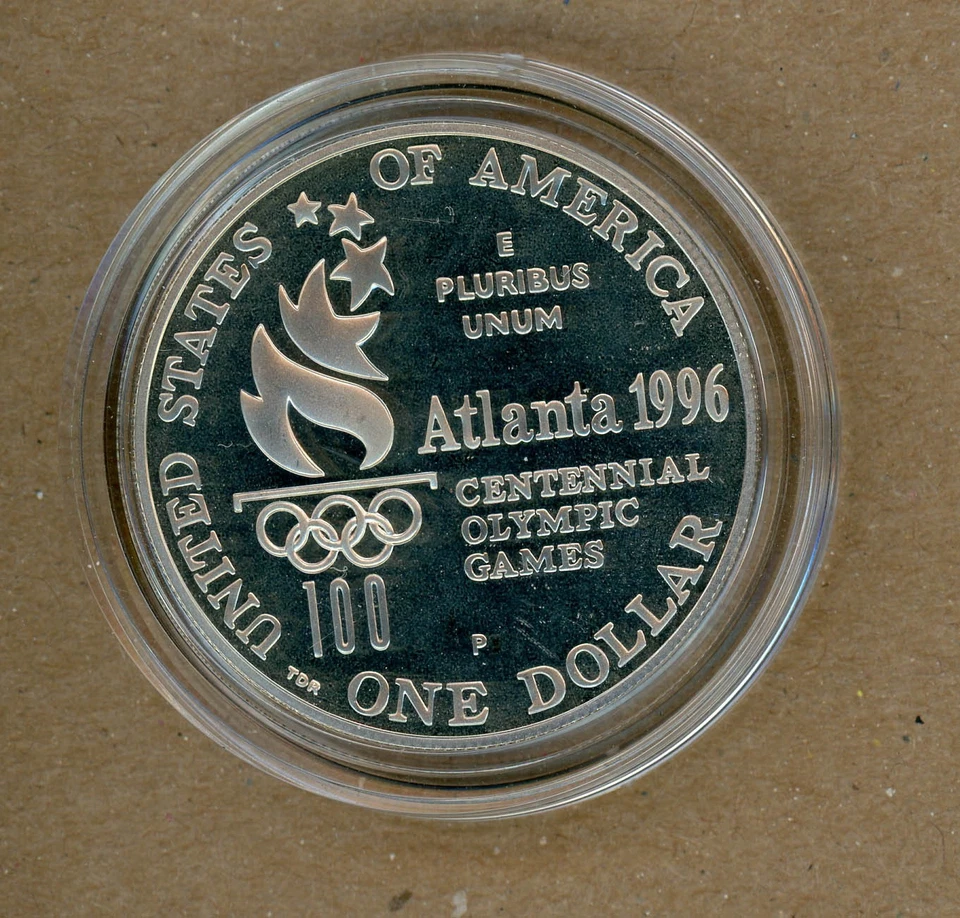 UNITED STATES OF AMERICA
E
PLURIBUS
UNUM
Atlanta 1996
CENTENNIAL
OLYMPIC
GAMES
100
P
TDR
ONE DOLLAR